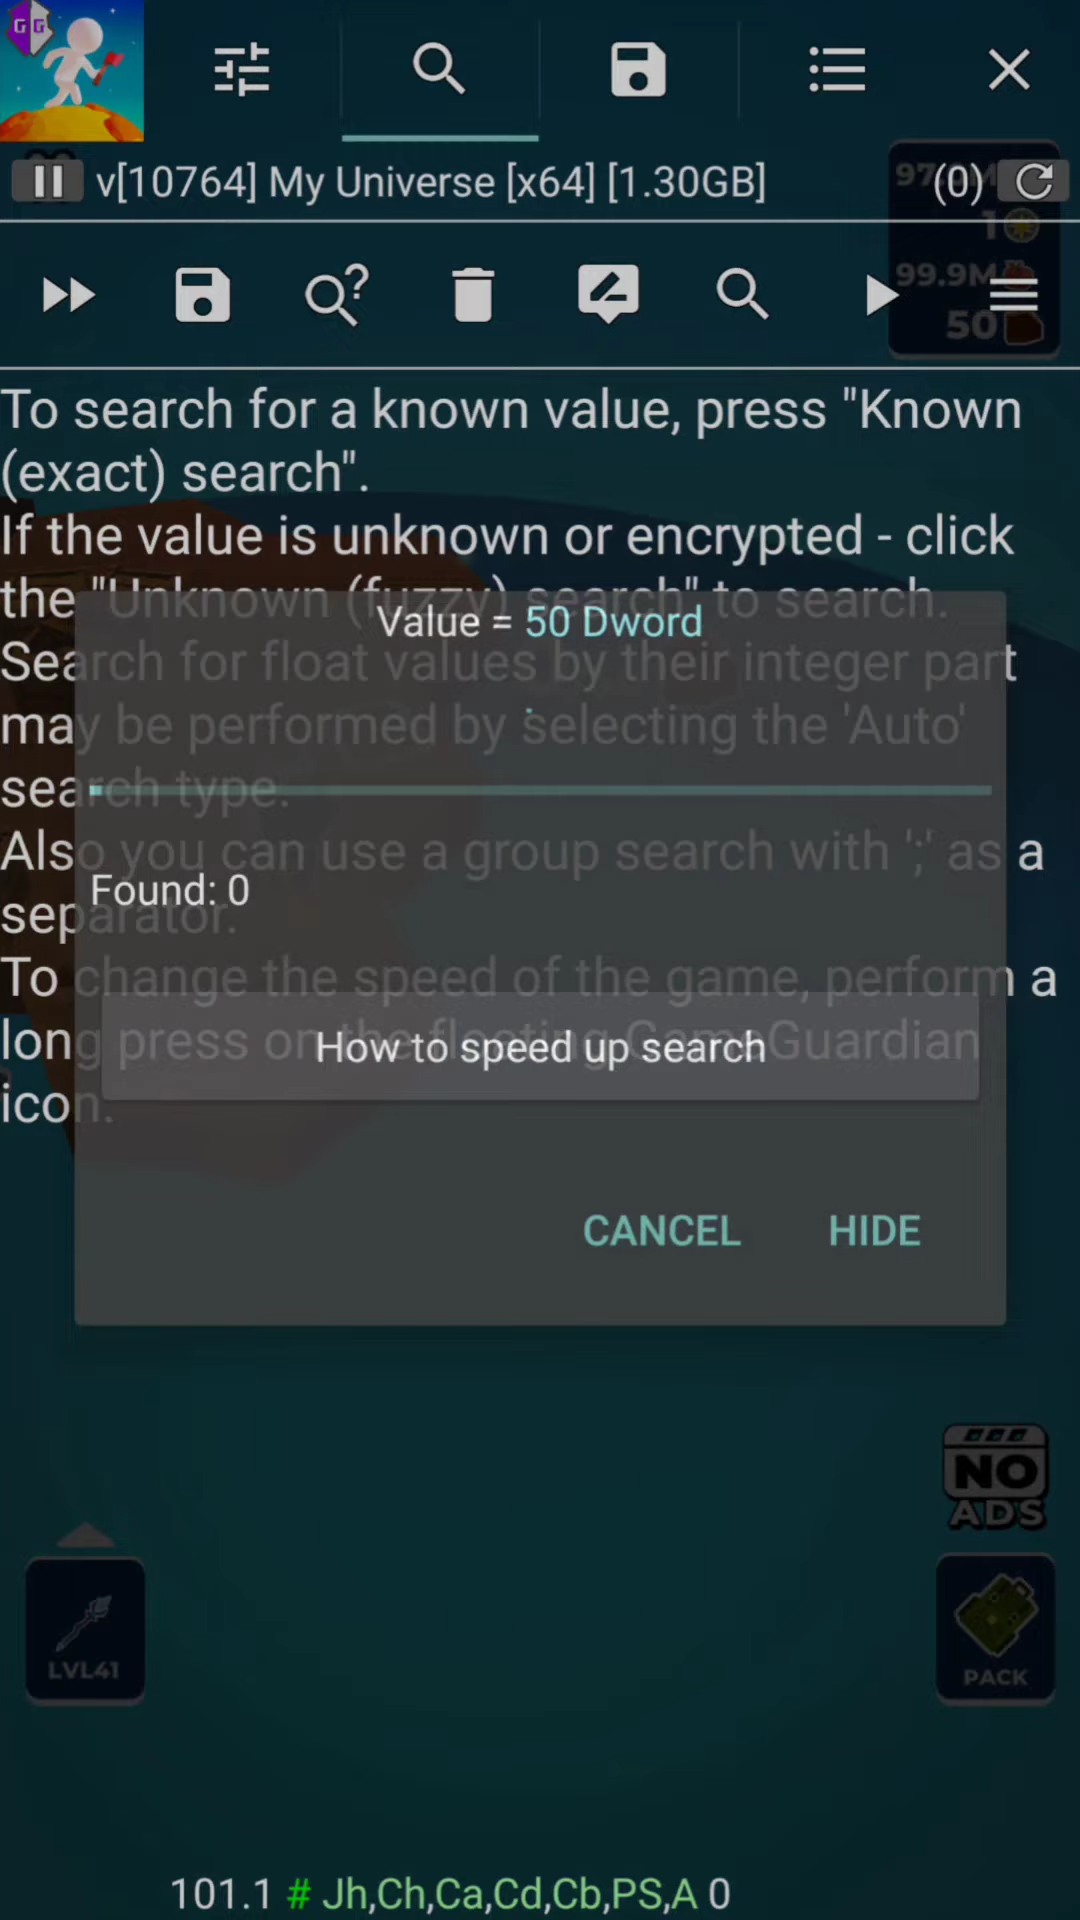 GG
v[10764] My Universe [x64] [1.30GB]
(0)
1
99.9M
50
To search for a known value, press "Known
(exact) search".
If the value is unknown or encrypted - click
the "Unknown (fuzzy) search" to search.
Value = 50 Dword
Search for float values by their integer part
may be performed by selecting the 'Auto'
search type.
Also you can use a group search with ';' as a
Found: 0
separator.
To change the speed of the game, perform a
long press on the floating GameGuardian
How to speed up search
icon.
CANCEL
HIDE
NO
ADS
LVL41
PACK
101.1 # Jh,Ch,Ca,Cd,Cb,PS,A 0